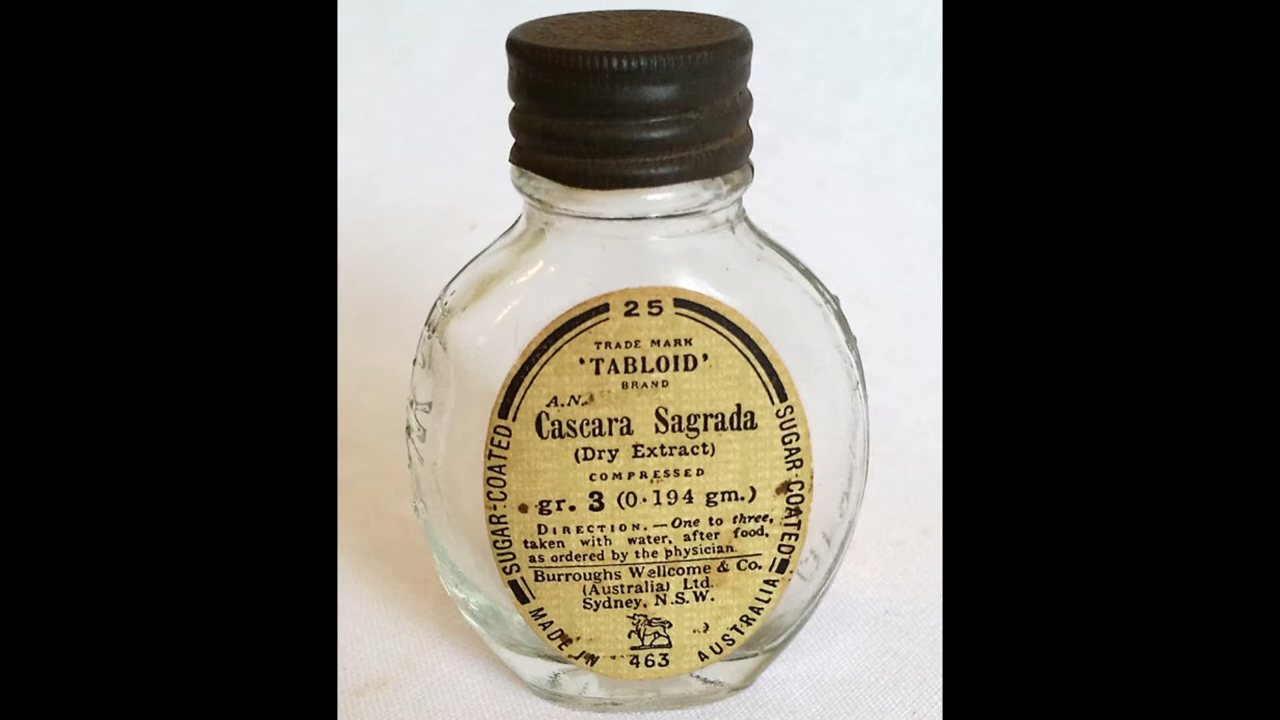 25
TRADE MARK
'TABLOID'
BRAND
A.N.
Cascara Sagrada
(Dry Extract)
COMPRESSED
gr. 3 (0·194 gm.)
DIRECTION.—One to three,
taken with water, after food,
as ordered by the physician.
Burroughs Wellcome & Co.
(Australia) Ltd.
Sydney, N.S.W.
463
SUGAR-COATED
SUGAR-COATED
MADE IN AUSTRALIA